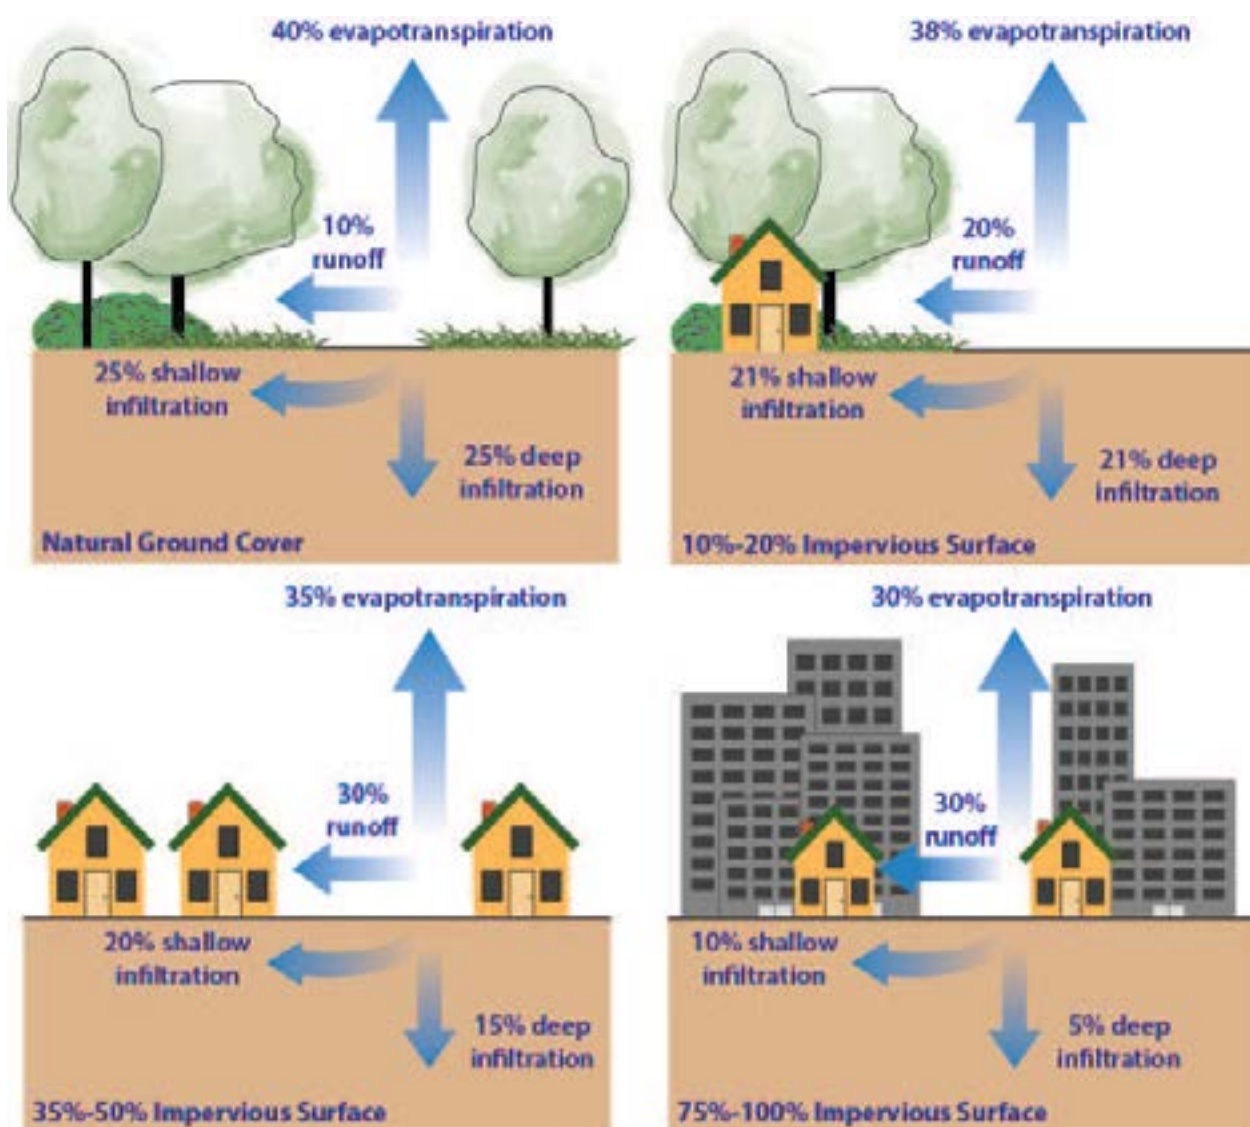 40% evapotranspiration
10%
runoff
25% shallow
infiltration
25% deep
infiltration
Natural Ground Cover
38% evapotranspiration
20%
runoff
21% shallow
infiltration
21% deep
infiltration
10%-20% Impervious Surface
35% evapotranspiration
30%
runoff
20% shallow
infiltration
15% deep
infiltration
35%-50% Impervious Surface
30% evapotranspiration
30%
runoff
10% shallow
infiltration
5% deep
infiltration
75%-100% Impervious Surface